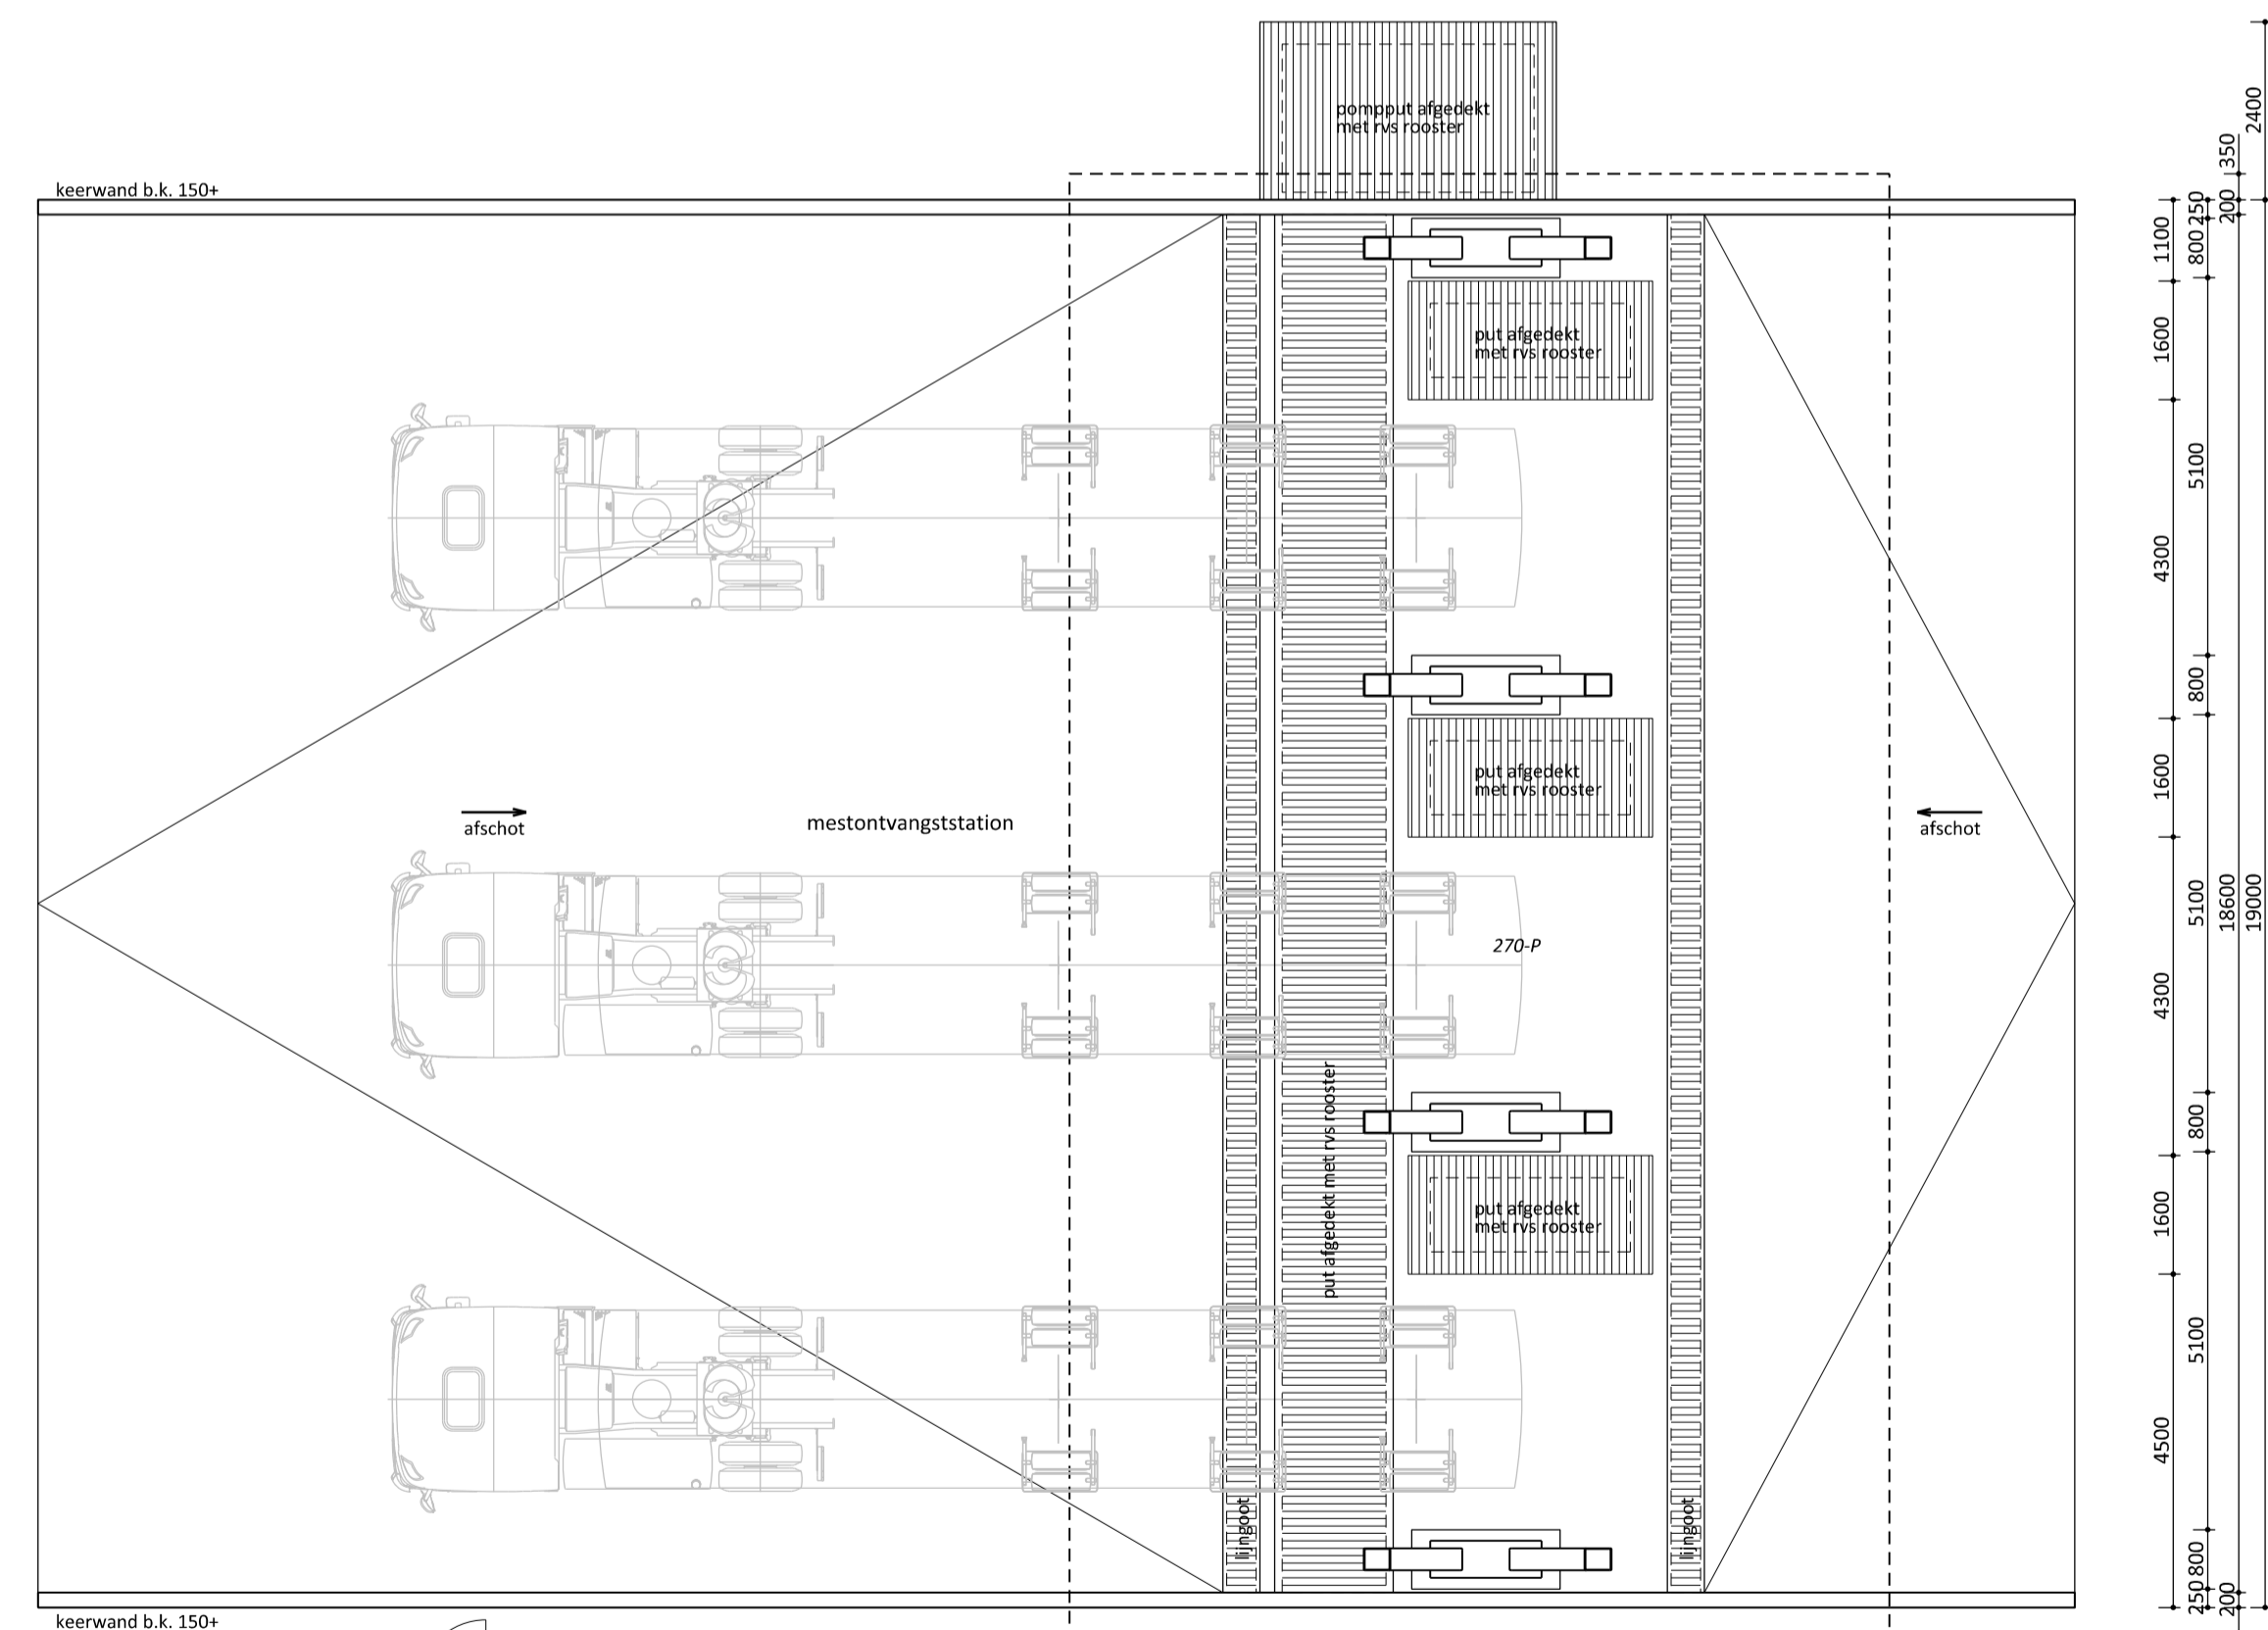 pompput afgedekt
met rvs rooster
keerwand b.k. 150+
put afgedekt
met rvs rooster
put afgedekt
met rvs rooster
afschot
mestontvangststation
afschot
270-P
put afgedekt met rvs rooster
put afgedekt
met rvs rooster
lijngoot
lijngoot
keerwand b.k. 150+
1100
1600
4300
1600
4300
1600
4500
250
800
5100
800
5100
800
5100
800
250
350
200
18600
200
2400
19000